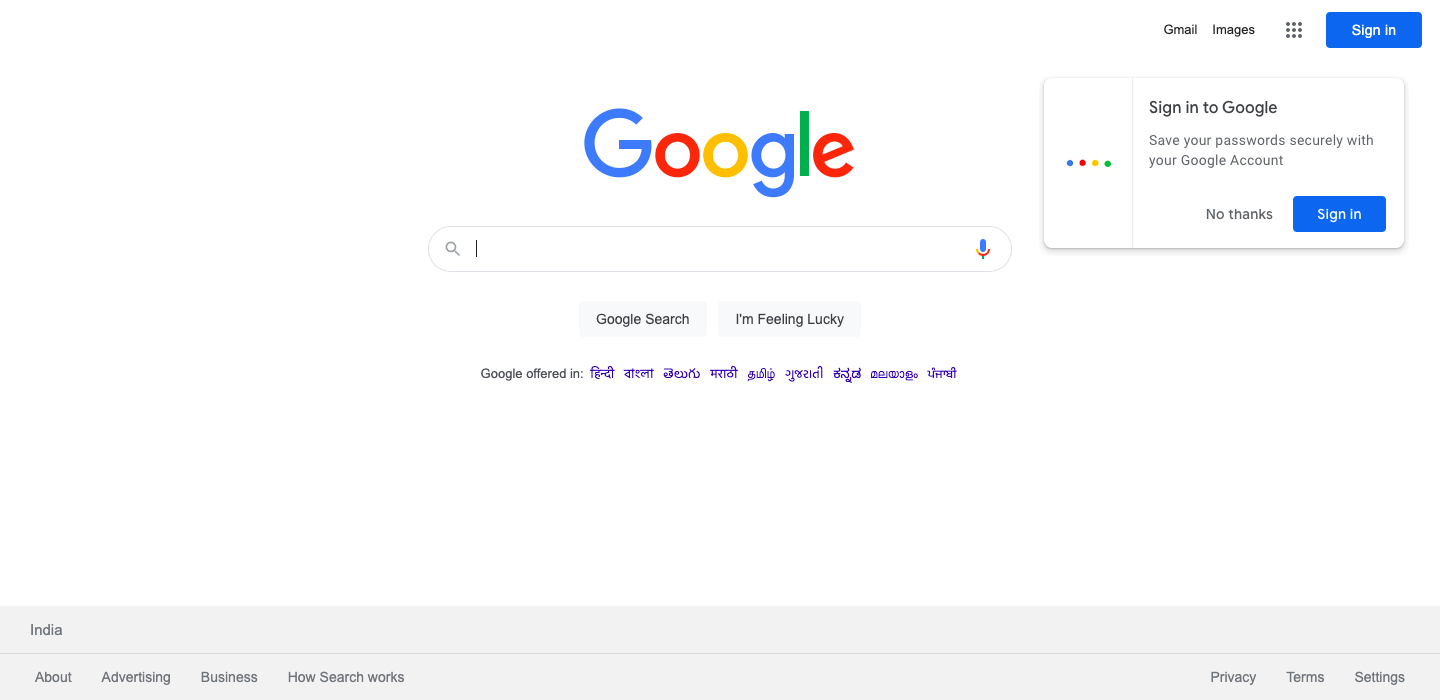 Gmail Images Sign in
Google
Sign in to Google
Save your passwords securely with
your Google Account
No thanks Sign in
Google Search I'm Feeling Lucky
Google offered in: हिन्दी বাংলা తెలుగు मराठी தமிழ் ગુજરાતી ಕನ್ನಡ മലയാളം ਪੰਜਾਬੀ
India
About Advertising Business How Search works Privacy Terms Settings